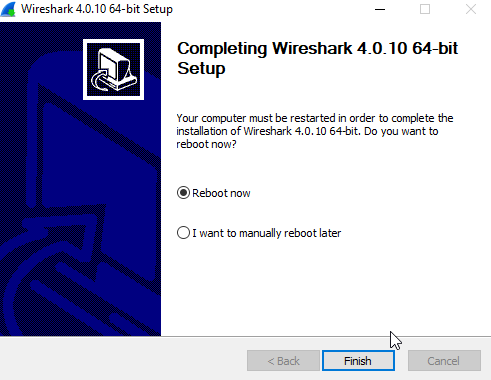 Wireshark 4.0.10 64-bit Setup
Completing Wireshark 4.0.10 64-bit
Setup
Your computer must be restarted in order to complete the
installation of Wireshark 4.0.10 64-bit. Do you want to
reboot now?
Reboot now
I want to manually reboot later
< Back
Finish
Cancel